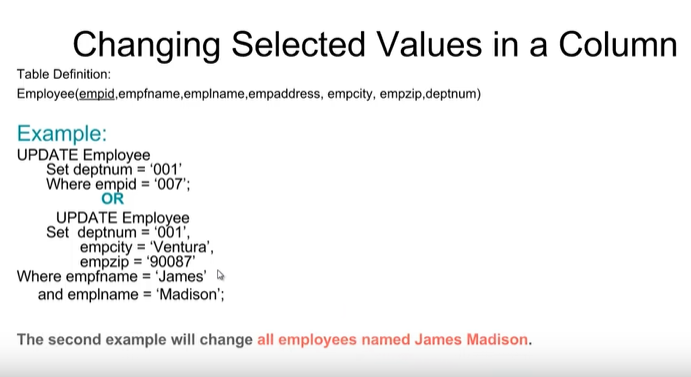 Changing Selected Values in a Column
Table Definition:
Employee(empid,empfname,emplname,empaddress, empcity, empzip,deptnum)
Example:
UPDATE Employee
Set deptnum = ‘001’
Where empid = ‘007’;
OR
UPDATE Employee
Set deptnum = ‘001’,
empcity = ‘Ventura’,
empzip = ‘90087’
Where empfname = ‘James’
and emplname = ‘Madison’;
The second example will change all employees named James Madison.